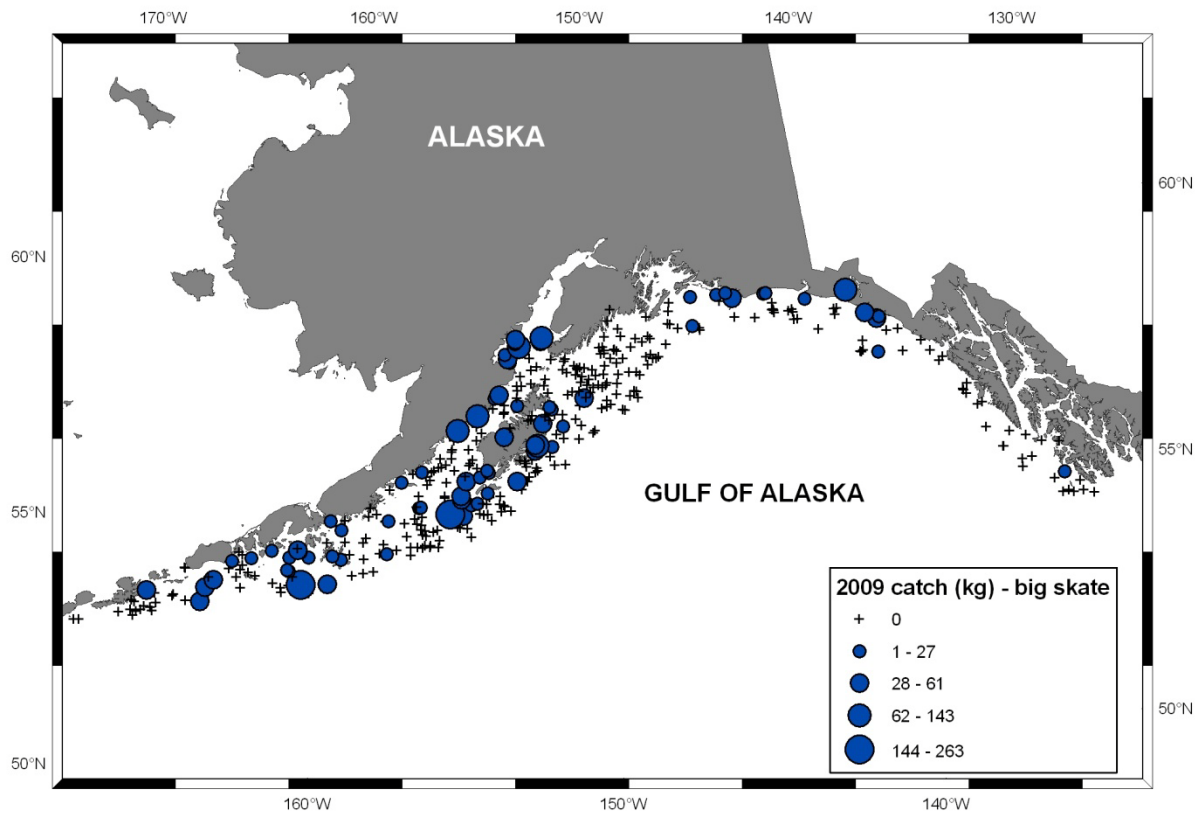 170°W 160°W 150°W 140°W 130°W
ALASKA
60°N
60°N
55°N
GULF OF ALASKA
55°N
2009 catch (kg) - big skate
0
1 - 27
28 - 61
62 - 143
144 - 263
50°N
50°N
160°W 150°W 140°W